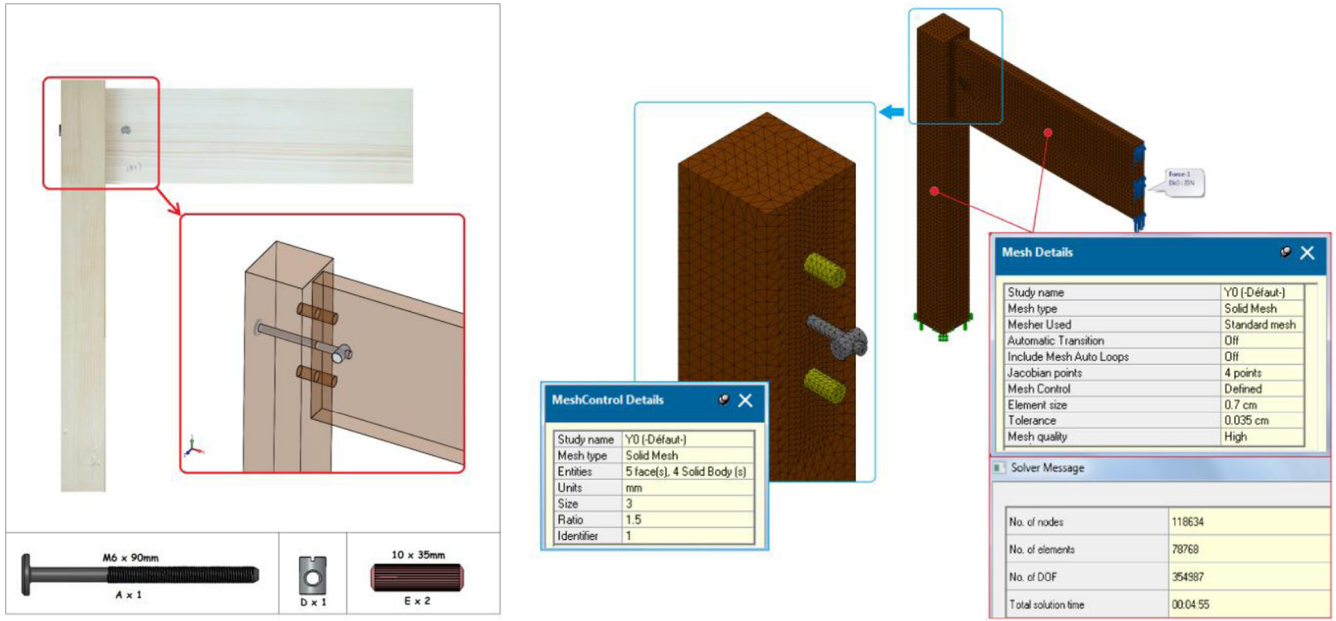 M6 x 90mm
A x 1
D x 1
10 x 35mm
E x 2
MeshControl Details
Study name Y0 (-Défaut-)
Mesh type Solid Mesh
Entities 5 face(s), 4 Solid Body (s)
Units mm
Size 3
Ratio 1.5
Identifier 1
Force-1
Mesh Details
Study name Y0 (-Défaut-)
Mesh type Solid Mesh
Mesher Used Standard mesh
Automatic Transition Off
Include Mesh Auto Loops Off
Jacobian points 4 points
Mesh Control Defined
Element size 0.7 cm
Tolerance 0.035 cm
Mesh quality High
Solver Message
No. of nodes 118634
No. of elements 78768
No. of DOF 354987
Total solution time 00:04:55